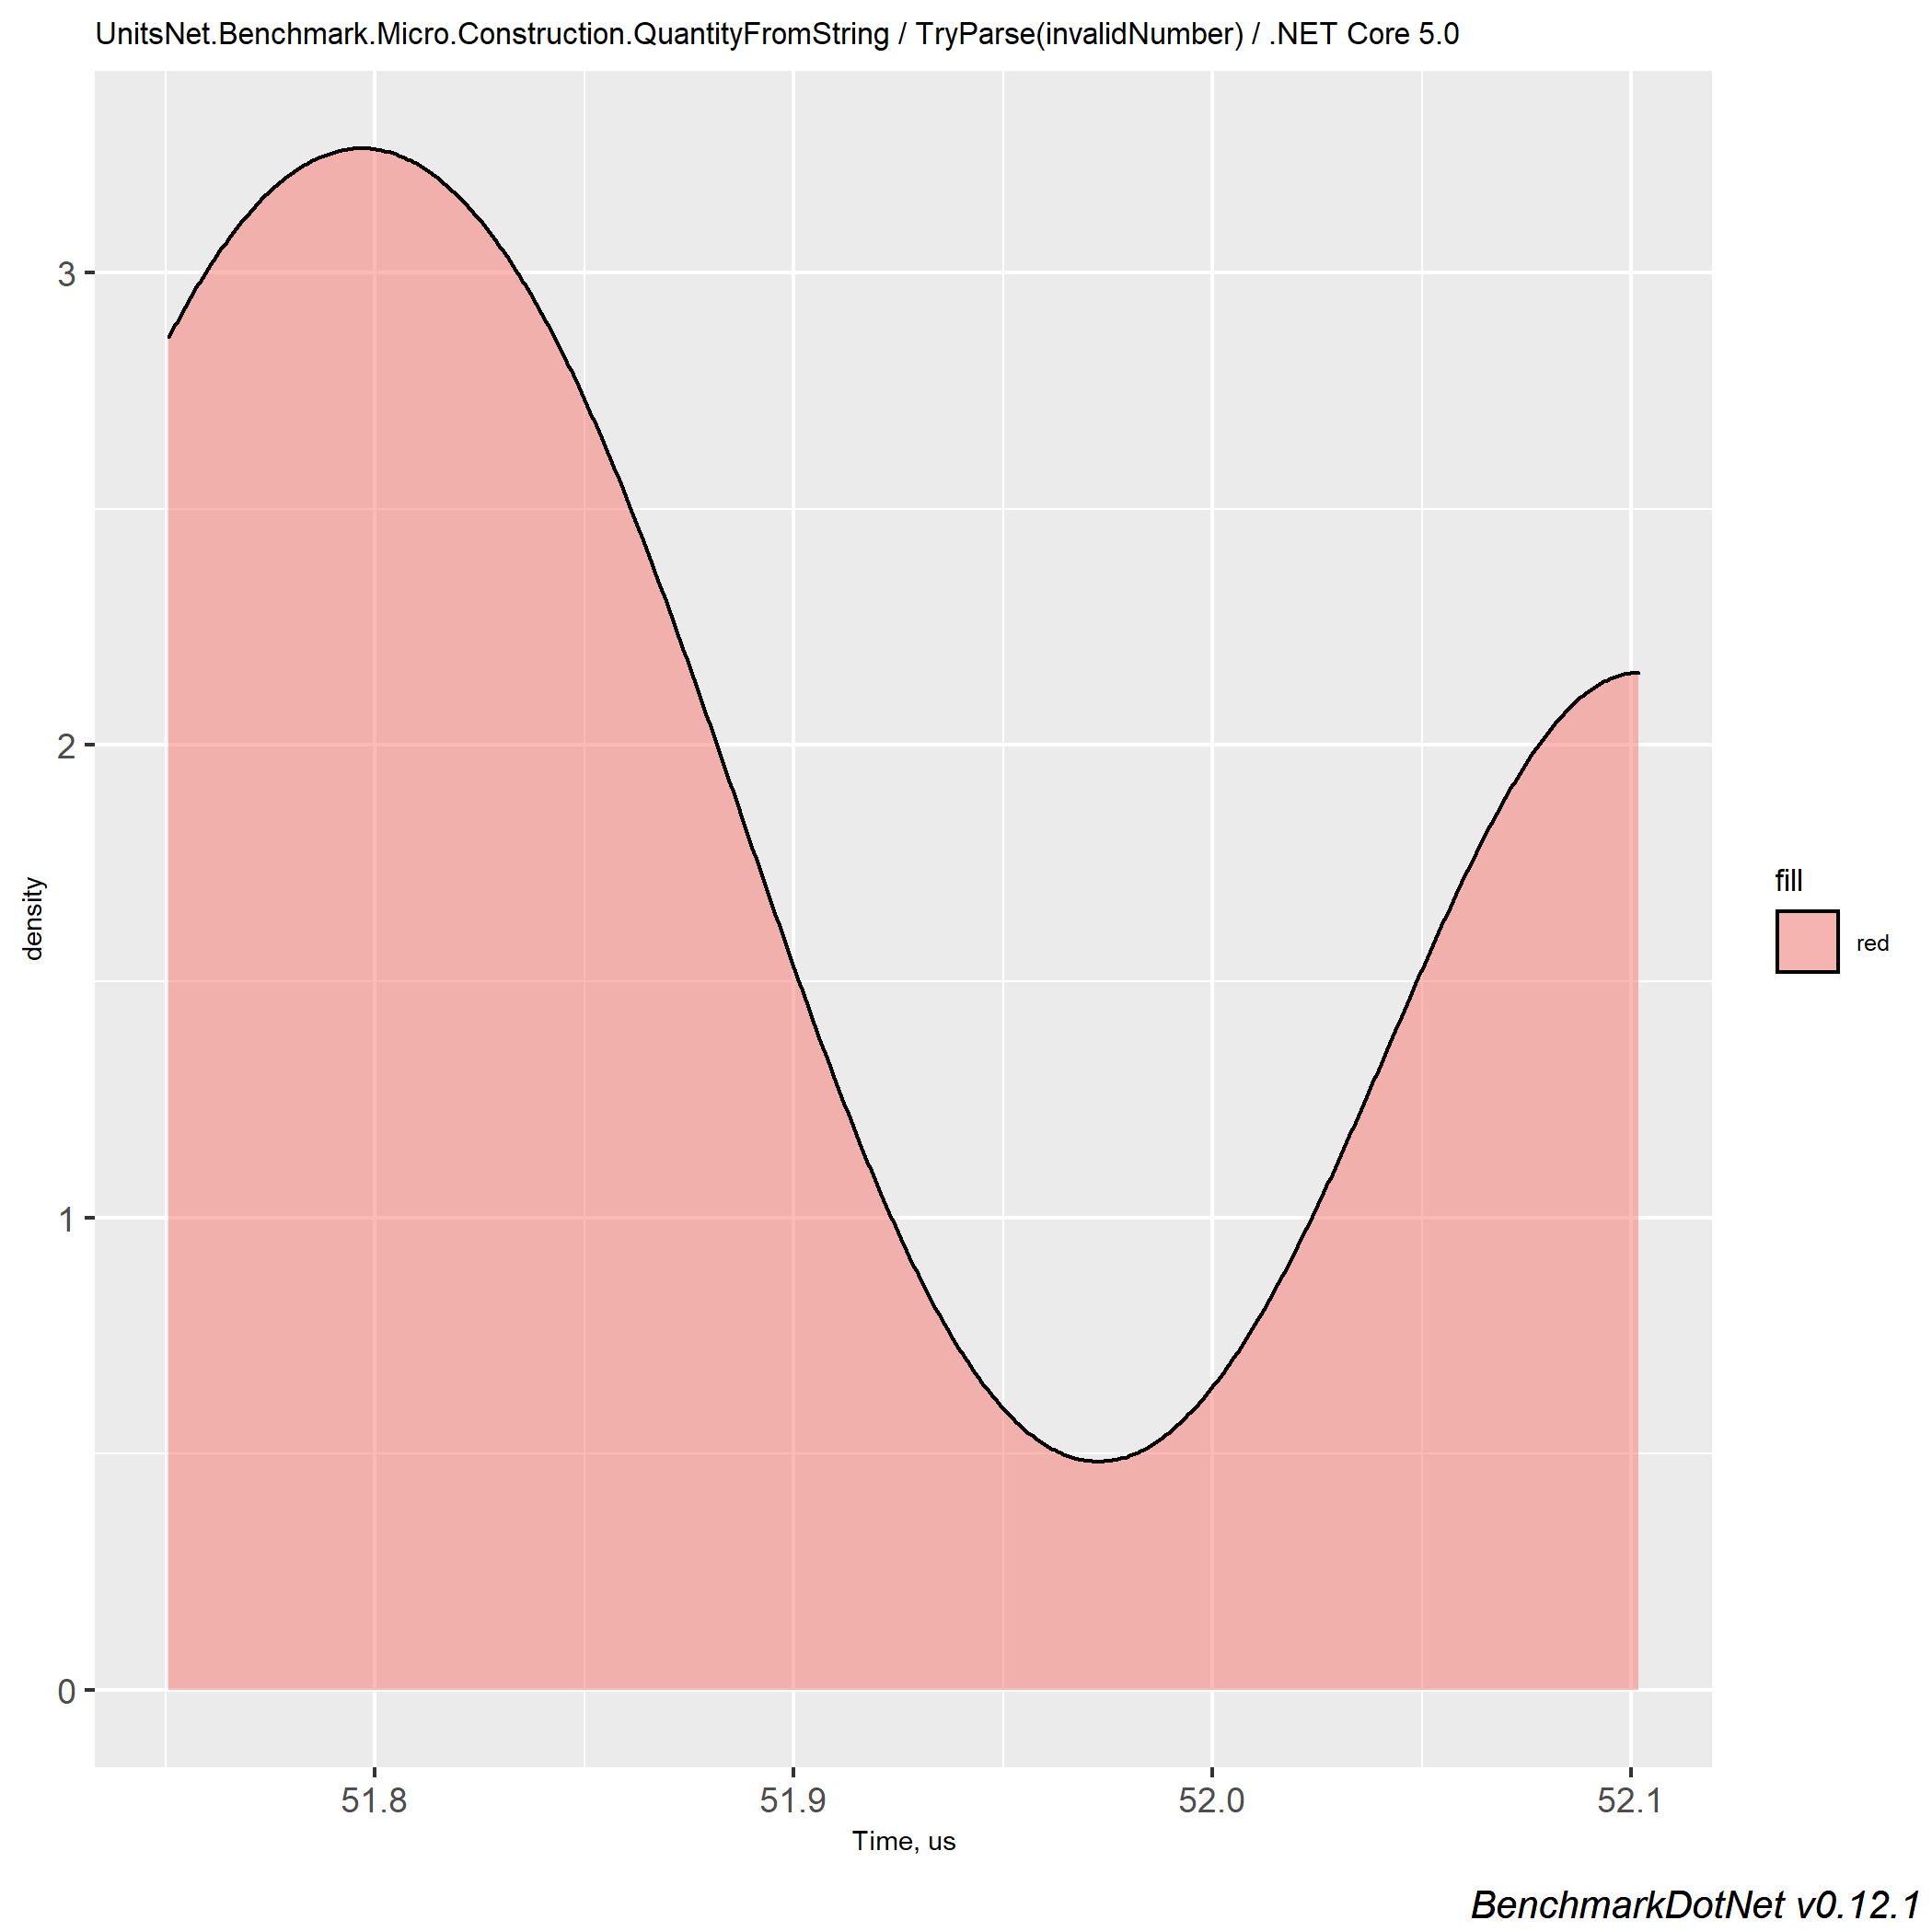 UnitsNet.Benchmark.Micro.Construction.QuantityFromString / TryParse(invalidNumber) / .NET Core 5.0
3
2
1
0
density
fill
red
51.8 51.9 52.0 52.1
Time, us
BenchmarkDotNet v0.12.1